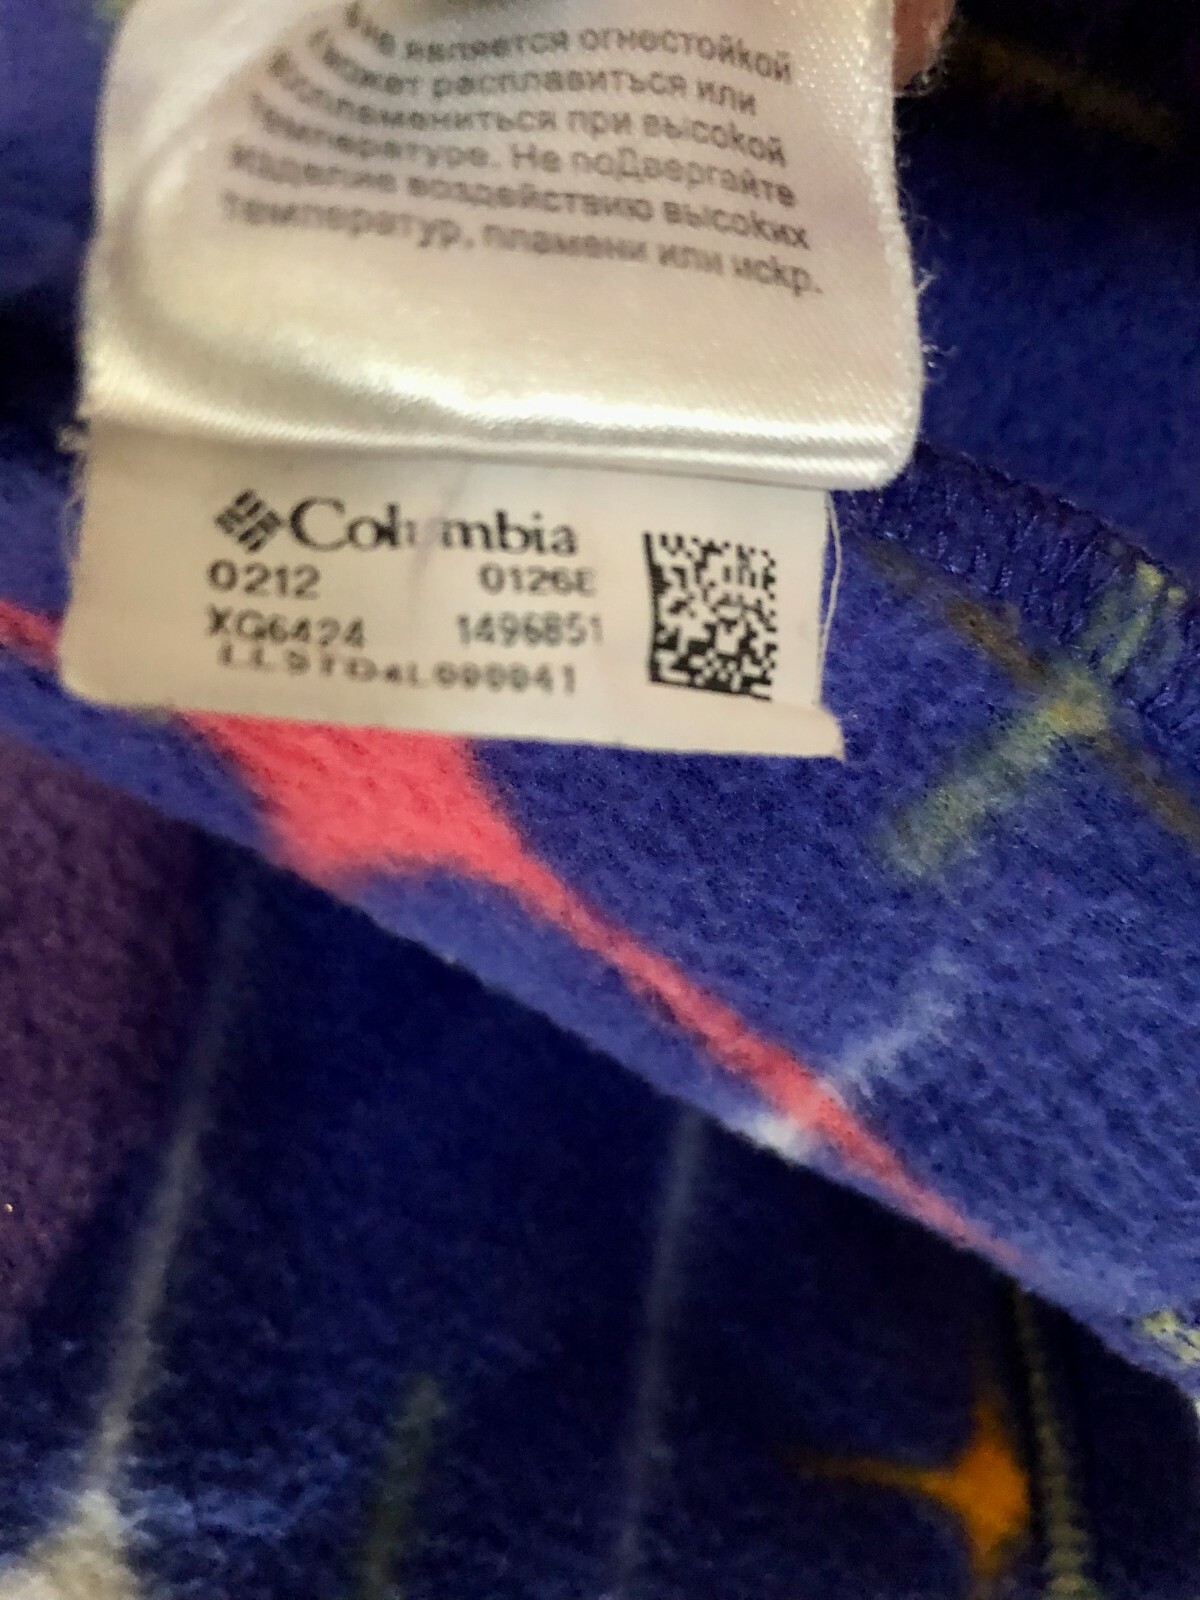 является огнестойкой
может расплавиться или
воспламениться при высокой
температуре. Не подвергайте
изделие воздействию высоких
температур, пламени или искр.
Columbia
0212 0126E
XG6424 1496851